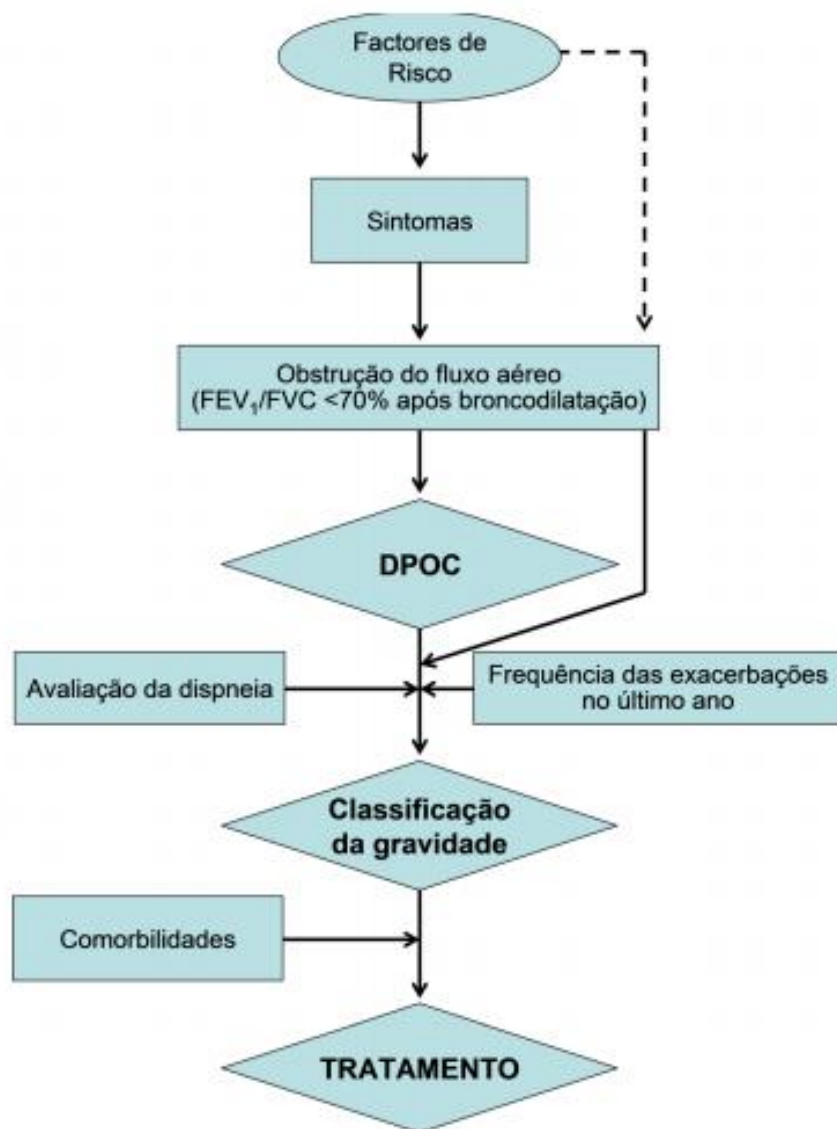 Factores de
Risco
Sintomas
Obstrução do fluxo aéreo
(FEV₁/FVC <70% após broncodilatação)
DPOC
Avaliação da dispneia
Frequência das exacerbações
no último ano
Classificação
da gravidade
Comorbilidades
TRATAMENTO